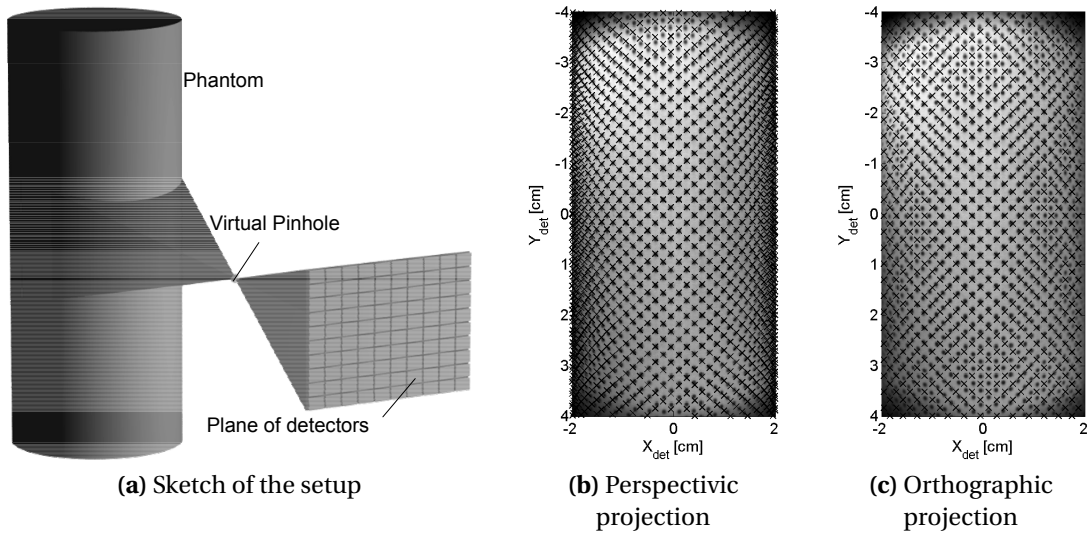 Phantom
Virtual Pinhole
Plane of detectors
(a) Sketch of the setup
-4
-3
-2
-1
0
1
2
3
4
Y_det [cm]
-2
0
2
X_det [cm]
(b) Perspectivic
projection
-4
-3
-2
-1
0
1
2
3
4
Y_det [cm]
-2
0
2
X_det [cm]
(c) Orthographic
projection